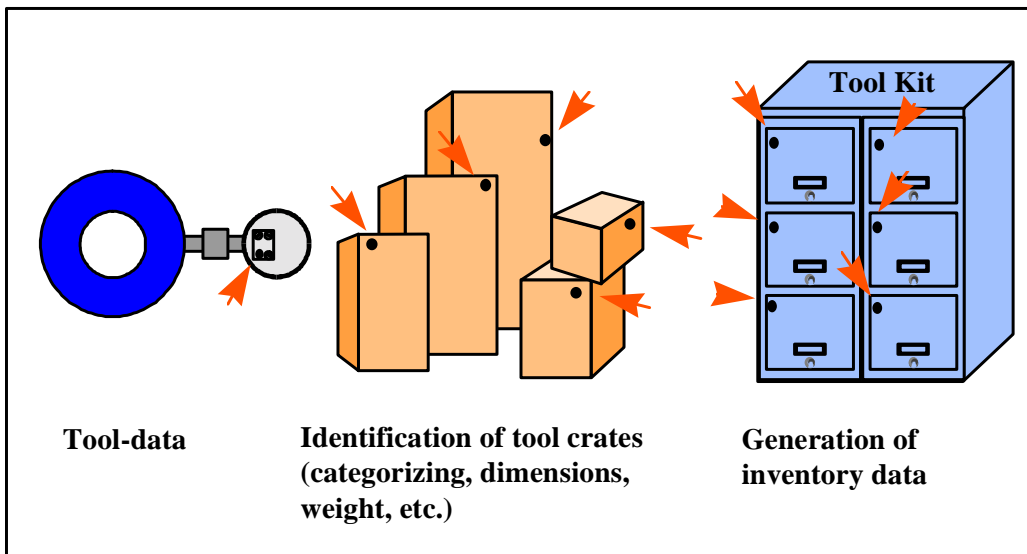 Tool Kit
Tool-data
Identification of tool crates
(categorizing, dimensions,
weight, etc.)
Generation of
inventory data